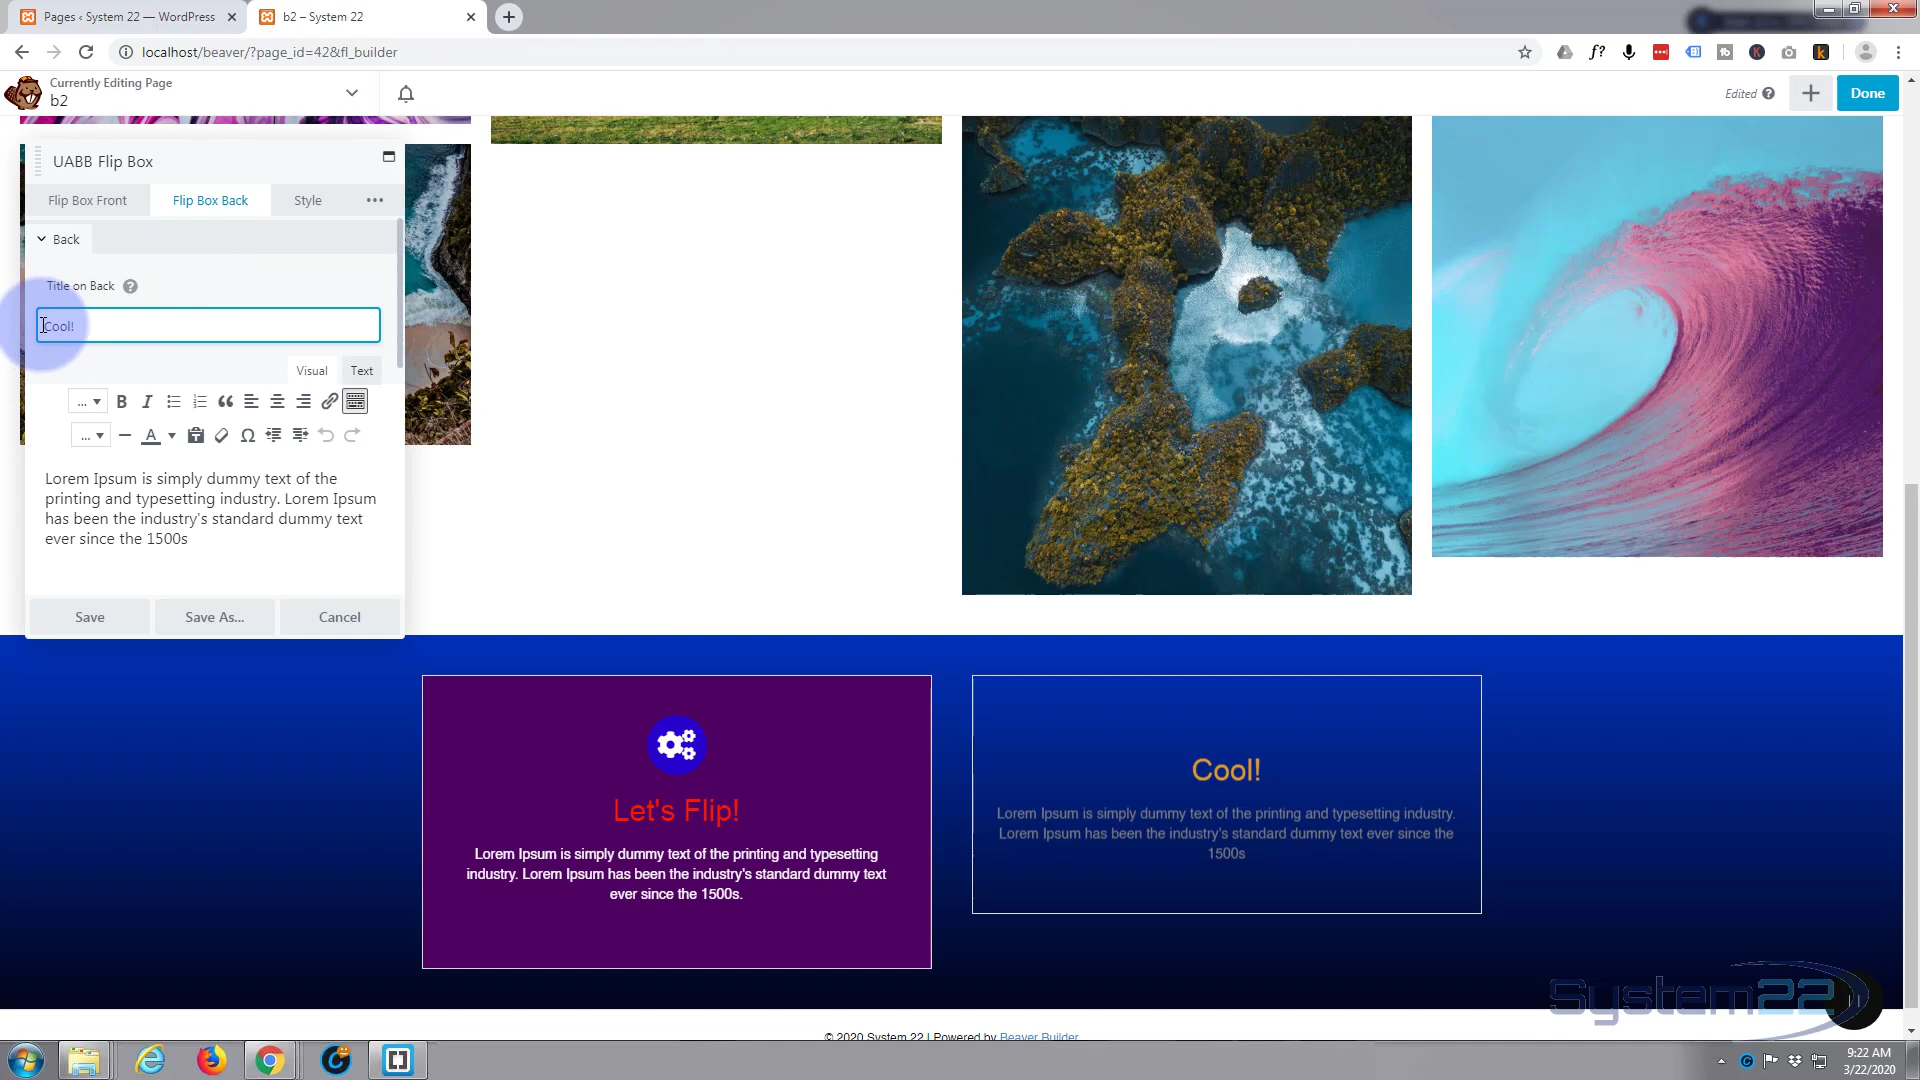 Pages ‹ System 22 — WordPress
b2 – System 22
localhost/beaver/?page_id=42&fl_builder
Currently Editing Page
b2
Edited
Done
UABB Flip Box
Flip Box Front
Flip Box Back
Style
Back
Title on Back
Cool!
Visual
Text
Lorem Ipsum is simply dummy text of the
printing and typesetting industry. Lorem Ipsum
has been the industry's standard dummy text
ever since the 1500s
Save
Save As...
Cancel
Let's Flip!
Lorem Ipsum is simply dummy text of the printing and typesetting
industry. Lorem Ipsum has been the industry's standard dummy text
ever since the 1500s.
Cool!
Lorem Ipsum is simply dummy text of the printing and typesetting industry.
Lorem Ipsum has been the industry's standard dummy text ever since the
1500s
System22
© 2020 System 22 | Powered by Beaver Builder
9:22 AM
3/22/2020